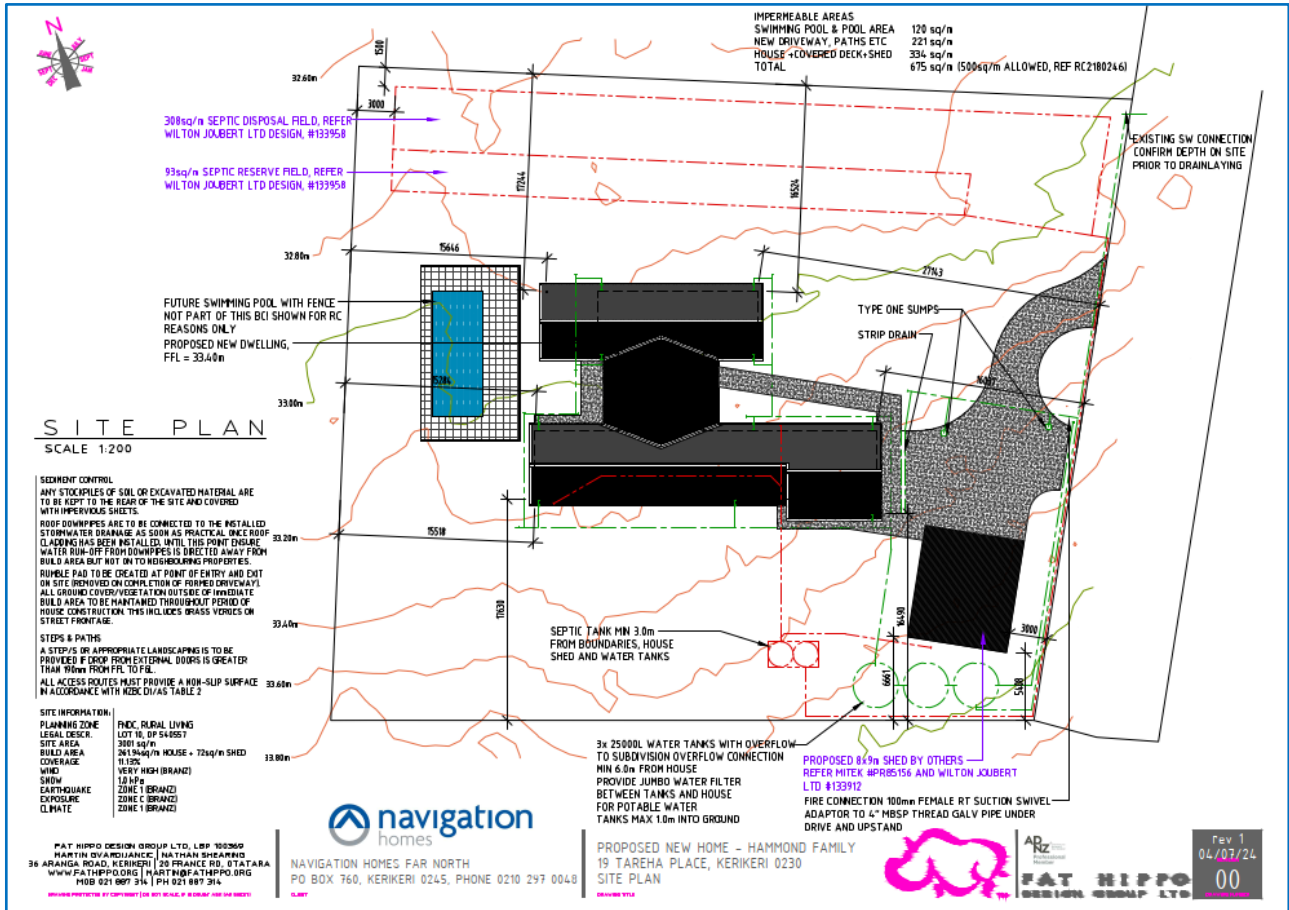 IMPERMEABLE AREAS
SWIMMING POOL & POOL AREA 120 sq/m
NEW DRIVEWAY, PATHS ETC 221 sq/m
HOUSE +COVERED DECK+SHED 334 sq/m
TOTAL 675 sq/m (500sq/m ALLOWED, REF RC2180246)
N
1500
32.60m
3000
308sq/m SEPTIC DISPOSAL FIELD, REFER
WILTON JOUBERT LTD DESIGN, #133958
93sq/m SEPTIC RESERVE FIELD, REFER
WILTON JOUBERT LTD DESIGN, #133958
17244
16524
EXISTING SW CONNECTION
CONFIRM DEPTH ON SITE
PRIOR TO DRAINLAYING
15646
32.80m
27143
FUTURE SWIMMING POOL WITH FENCE
NOT PART OF THIS BC! SHOWN FOR RC
REASONS ONLY
PROPOSED NEW DWELLING,
FFL = 33.40m
TYPE ONE SUMPS
STRIP DRAIN
33.00m
SITE PLAN
SCALE 1:200
SEDIMENT CONTROL
ANY STOCKPILES OF SOIL OR EXCAVATED MATERIAL ARE
TO BE KEPT TO THE REAR OF THE SITE AND COVERED
WITH IMPERVIOUS SHEETS.
ROOF DOWNPIPES ARE TO BE CONNECTED TO THE INSTALLED
STORMWATER DRAINAGE AS SOON AS PRACTICAL ONCE ROOF
CLADDING HAS BEEN INSTALLED. UNTIL THIS POINT ENSURE
WATER RUN-OFF FROM DOWNPIPES IS DIRECTED AWAY FROM
BUILD AREA BUT NOT ON TO NEIGHBOURING PROPERTIES.
RUMBLE PAD TO BE CREATED AT POINT OF ENTRY AND EXIT
ON SITE (REMOVED ON COMPLETION OF FORMED DRIVEWAY).
ALL GROUND COVER/VEGETATION OUTSIDE OF IMMEDIATE
BUILD AREA TO BE MAINTAINED THROUGHOUT PERIOD OF
HOUSE CONSTRUCTION. THIS INCLUDES GRASS VERGES ON
STREET FRONTAGE.
STEPS & PATHS
A STEP/S OR APPROPRIATE LANDSCAPING IS TO BE
PROVIDED IF DROP FROM EXTERNAL DOORS IS GREATER
THAN 190mm FROM FFL TO FGL.
ALL ACCESS ROUTES MUST PROVIDE A NON-SLIP SURFACE
IN ACCORDANCE WITH NZBC D1/AS TABLE 2
15518
33.20m
17630
33.40m
33.60m
33.80m
16490
3000
6661
5408
SEPTIC TANK MIN 3.0m
FROM BOUNDARIES, HOUSE
SHED AND WATER TANKS
SITE INFORMATION:
PLANNING ZONE FNDC, RURAL LIVING
LEGAL DESCR. LOT 10, DP 540557
SITE AREA 3001 sq/m
BUILD AREA 261.94sq/m HOUSE + 72sq/m SHED
COVERAGE 11.13%
WIND VERY HIGH (BRANZ)
SNOW 1.0 kPa
EARTHQUAKE ZONE 1 (BRANZ)
EXPOSURE ZONE C (BRANZ)
CLIMATE ZONE 1 (BRANZ)
3x 25000L WATER TANKS WITH OVERFLOW
TO SUBDIVISION OVERFLOW CONNECTION
MIN 6.0m FROM HOUSE
PROVIDE JUMBO WATER FILTER
BETWEEN TANKS AND HOUSE
FOR POTABLE WATER
TANKS MAX 1.0m INTO GROUND
PROPOSED 8x9m SHED BY OTHERS
REFER MITEK #PR85156 AND WILTON JOUBERT
LTD #133912
FIRE CONNECTION 100mm FEMALE RT SUCTION SWIVEL
ADAPTOR TO 4" MBSP THREAD GALV PIPE UNDER
DRIVE AND UPSTAND
FAT HIPPO DESIGN GROUP LTD, LBP 100369
MARTIN GVARDIJANCIC | NATHAN SHEARING
36 ARANGA ROAD, KERIKERI | 20 FRANCE RD, OTATARA
WWW.FATHIPPO.ORG | MARTIN@FATHIPPO.ORG
MOB 021 887 314 | PH 021 887 314
navigation
homes
NAVIGATION HOMES FAR NORTH
PO BOX 760, KERIKERI 0245, PHONE 0210 297 0048
CLIENT
PROPOSED NEW HOME - HAMMOND FAMILY
19 TAREHA PLACE, KERIKERI 0230
SITE PLAN
DRAWING TITLE
Professional
Member
FAT HIPPO
DESIGN GROUP LTD
rev 1
04/07/24
00